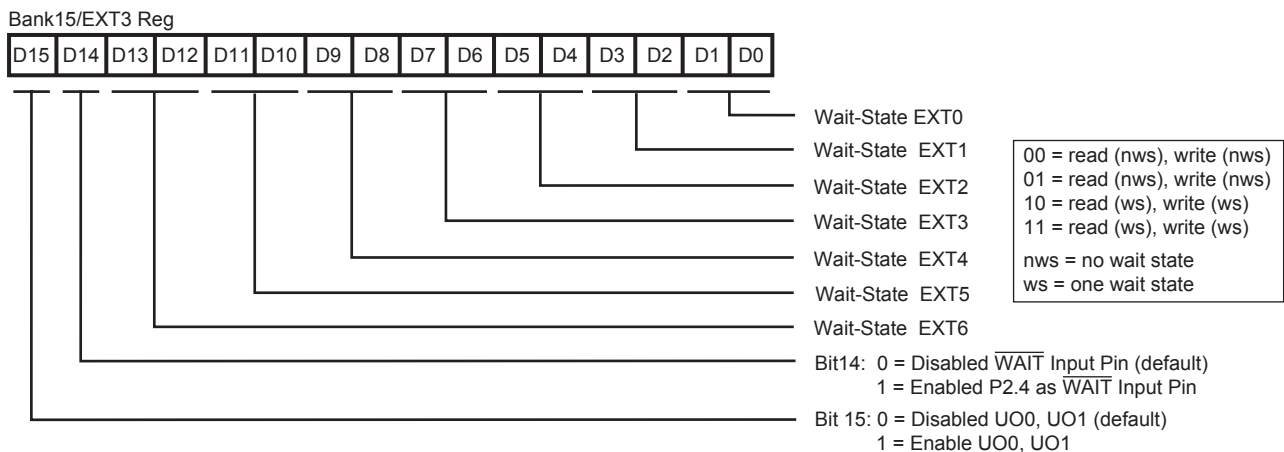 Bank15/EXT3 Reg
D15 D14 D13 D12 D11 D10 D9 D8 D7 D6 D5 D4 D3 D2 D1 D0
Wait-State EXT0
Wait-State EXT1
Wait-State EXT2
Wait-State EXT3
Wait-State EXT4
Wait-State EXT5
Wait-State EXT6
00 = read (nws), write (nws)
01 = read (nws), write (nws)
10 = read (ws), write (ws)
11 = read (ws), write (ws)
nws = no wait state
ws = one wait state
Bit14: 0 = Disabled WAIT Input Pin (default)
1 = Enabled P2.4 as WAIT Input Pin
Bit 15: 0 = Disabled UO0, UO1 (default)
1 = Enable UO0, UO1